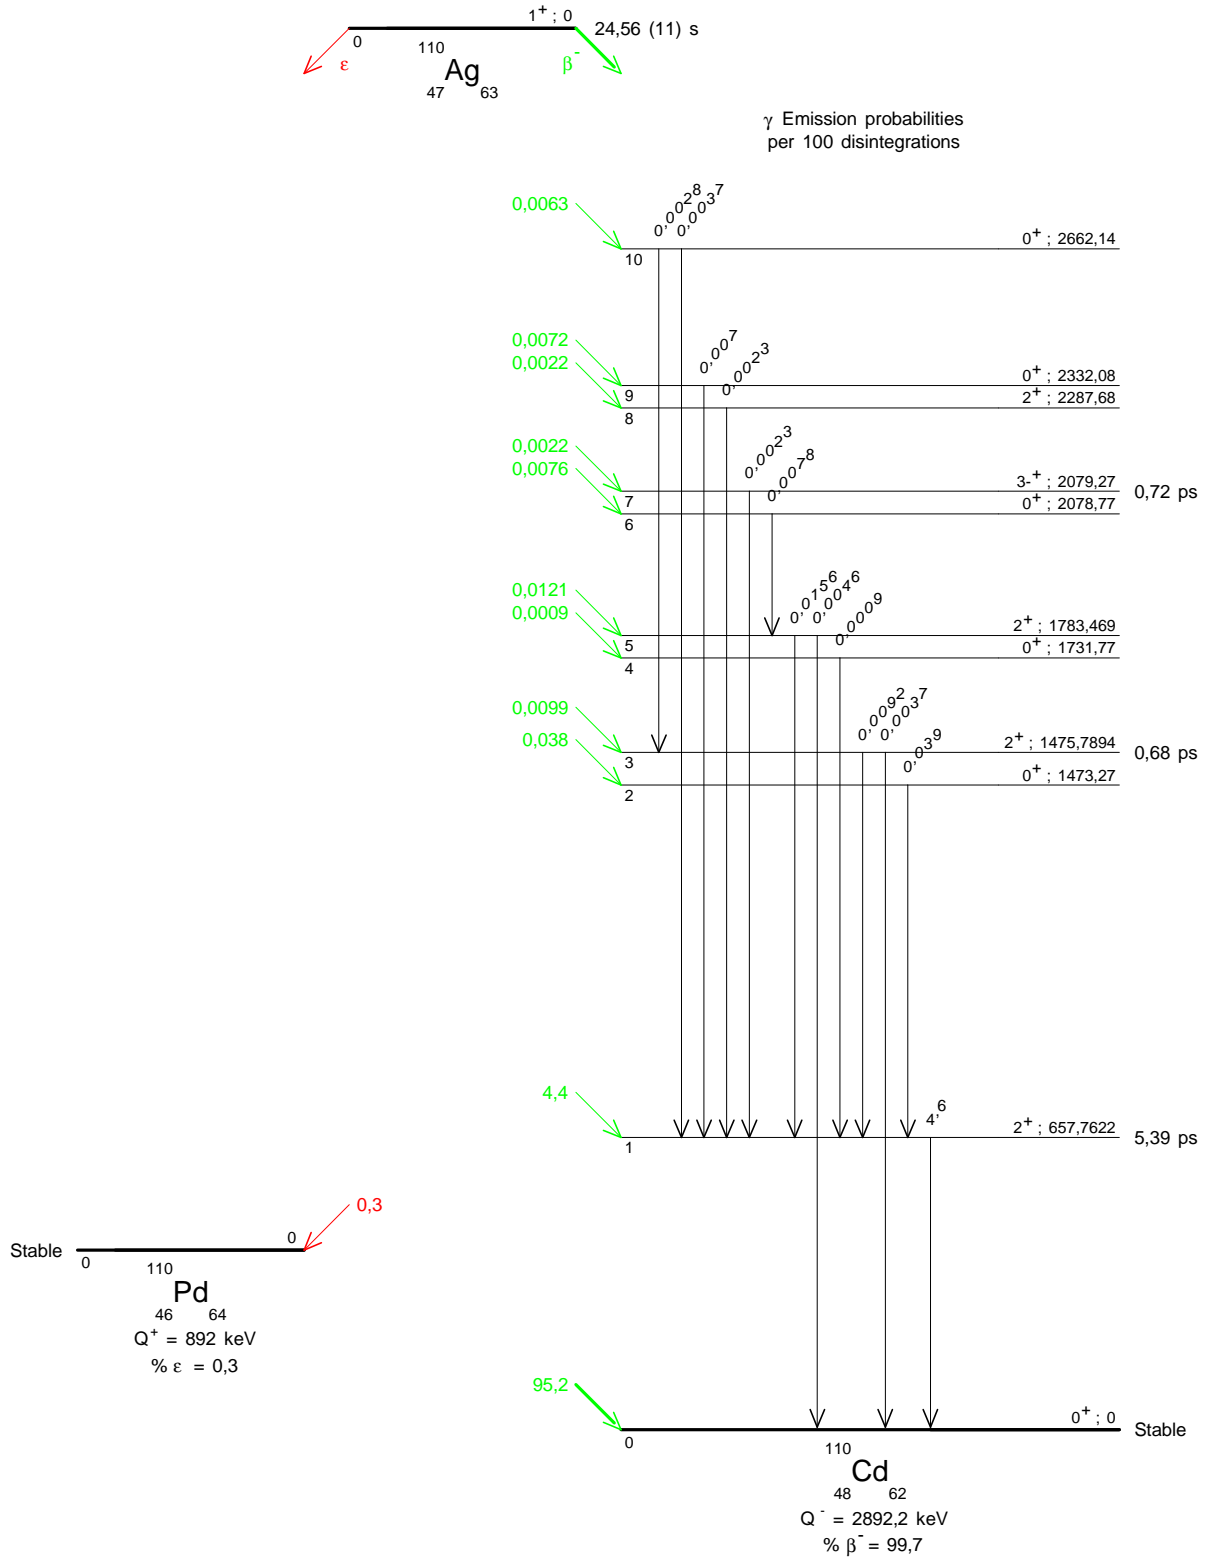 1+ ; 0
24,56 (11) s
0
ε
β-
110
Ag
47 63
γ Emission probabilities
per 100 disintegrations
0,0028 0,0037
0,0063
0+ ; 2662,14
10
0,0072
0,007 0,0023
0+ ; 2332,08
9
0,0022
2+ ; 2287,68
8
0,0022
0,0023 0,0078
3-+ ; 2079,27
0,72 ps
7
0,0076
0+ ; 2078,77
6
0,0121
0,0156 0,0046 0,0009
2+ ; 1783,469
5
0,0009
0+ ; 1731,77
4
0,0099
0,0092 0,0037 0,039
2+ ; 1475,7894
0,68 ps
3
0,038
0+ ; 1473,27
2
4,4
4,6
2+ ; 657,7622
5,39 ps
1
0,3
Stable
0
0
110
Pd
46 64
Q+ = 892 keV
% ε = 0,3
95,2
0+ ; 0
Stable
0
110
Cd
48 62
Q- = 2892,2 keV
% β- = 99,7